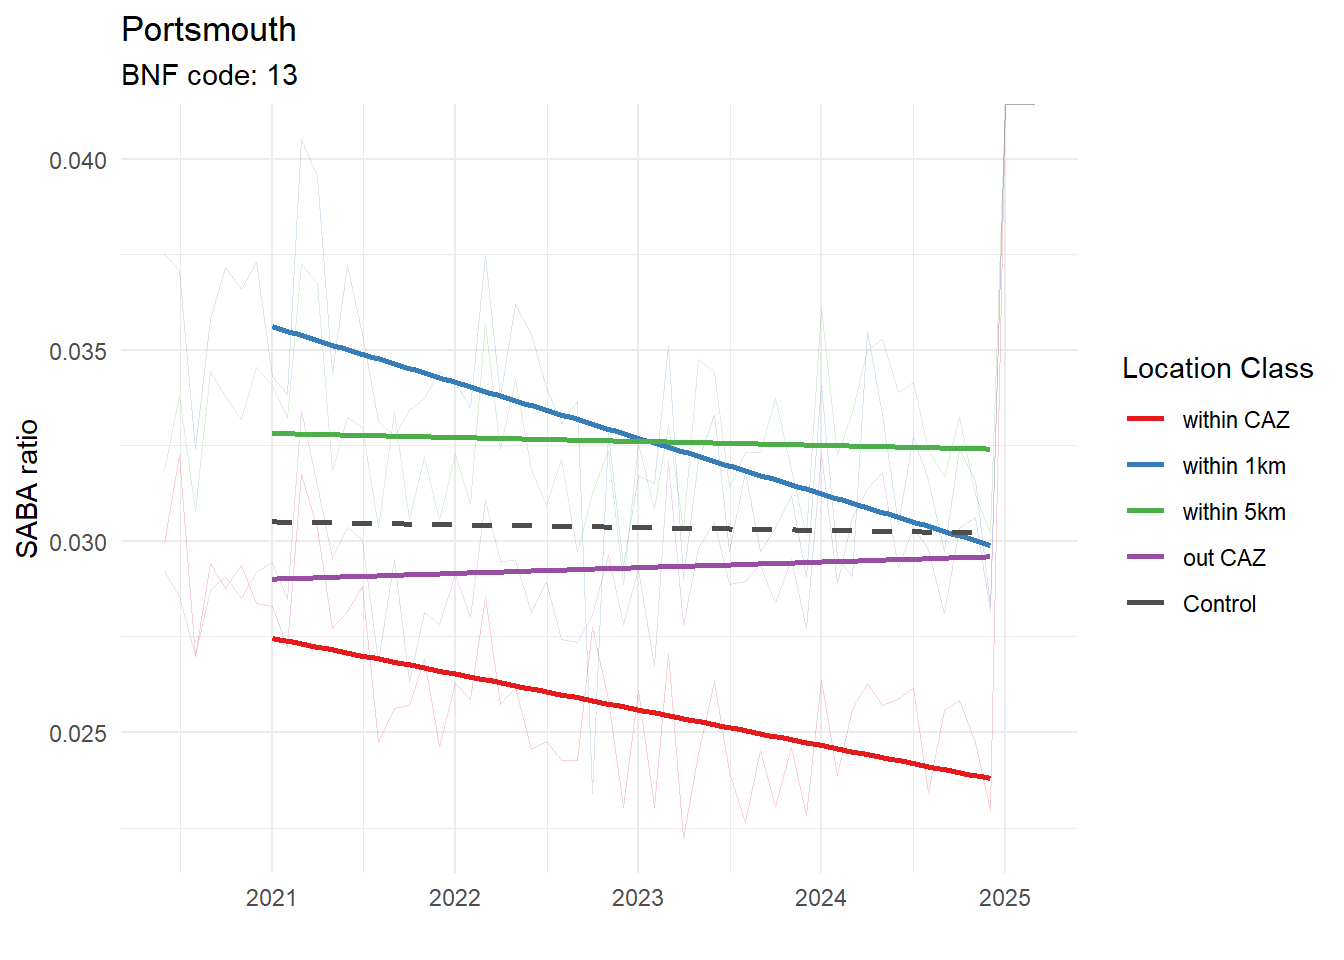 Portsmouth
BNF code: 13
SABA ratio
0.040
0.035
0.030
0.025
2021
2022
2023
2024
2025
Location Class
within CAZ
within 1km
within 5km
out CAZ
Control